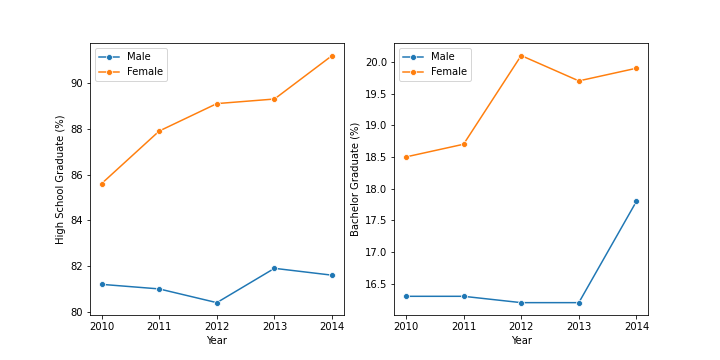 Male
Female
High School Graduate (%)
90
88
86
84
82
80
2010 2011 2012 2013 2014
Year
Male
Female
Bachelor Graduate (%)
20.0
19.5
19.0
18.5
18.0
17.5
17.0
16.5
2010 2011 2012 2013 2014
Year